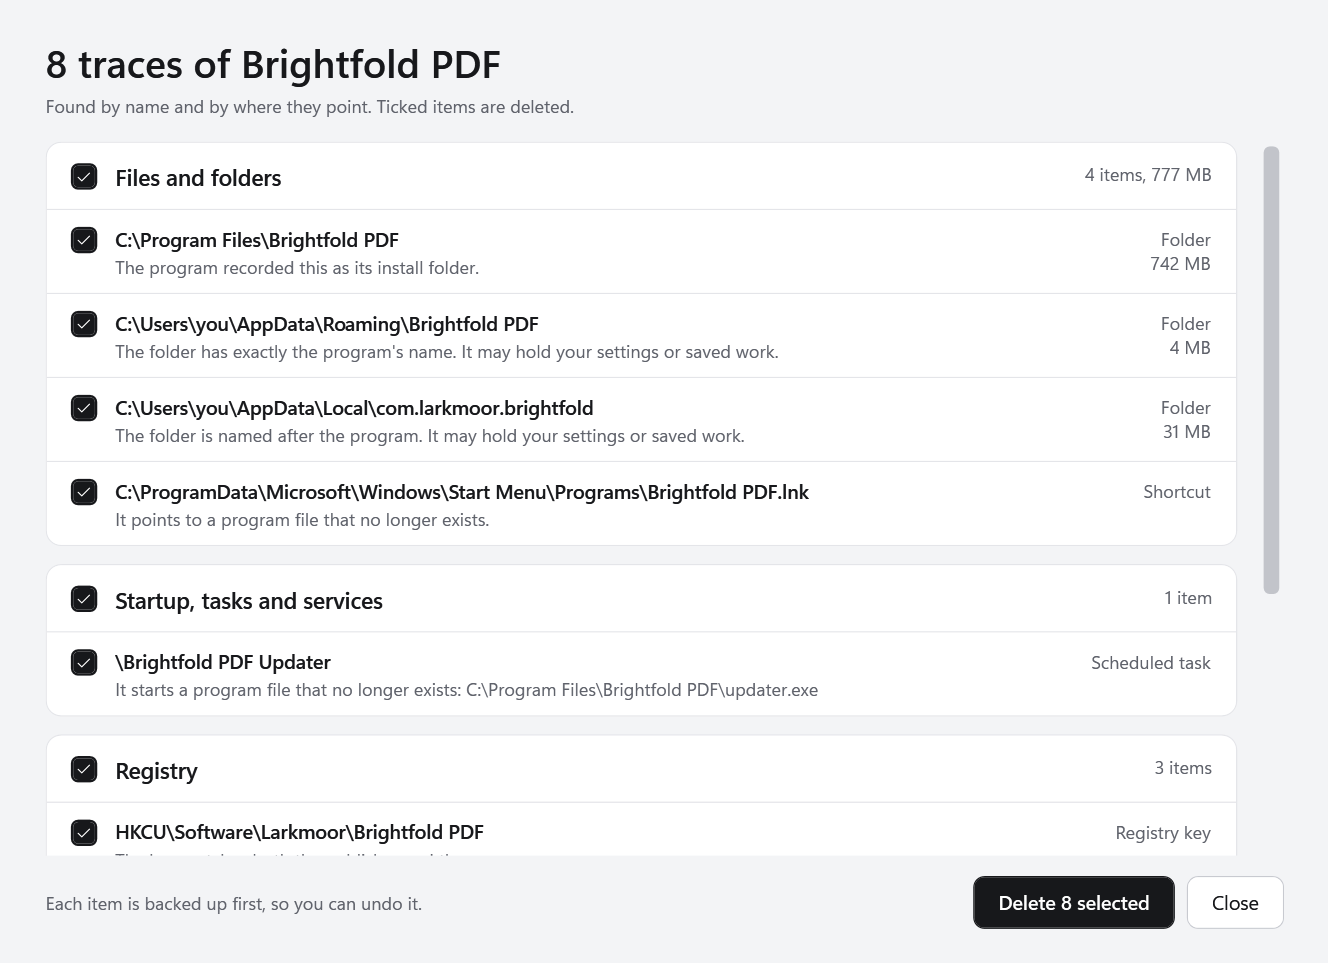 8 traces of Brightfold PDF
Found by name and by where they point. Ticked items are deleted.
Files and folders
4 items, 777 MB
C:\Program Files\Brightfold PDF
Folder
The program recorded this as its install folder.
742 MB
C:\Users\you\AppData\Roaming\Brightfold PDF
Folder
The folder has exactly the program's name. It may hold your settings or saved work.
4 MB
C:\Users\you\AppData\Local\com.larkmoor.brightfold
Folder
The folder is named after the program. It may hold your settings or saved work.
31 MB
C:\ProgramData\Microsoft\Windows\Start Menu\Programs\Brightfold PDF.lnk
Shortcut
It points to a program file that no longer exists.
Startup, tasks and services
1 item
\Brightfold PDF Updater
Scheduled task
It starts a program file that no longer exists: C:\Program Files\Brightfold PDF\updater.exe
Registry
3 items
HKCU\Software\Larkmoor\Brightfold PDF
Registry key
Each item is backed up first, so you can undo it.
Delete 8 selected
Close